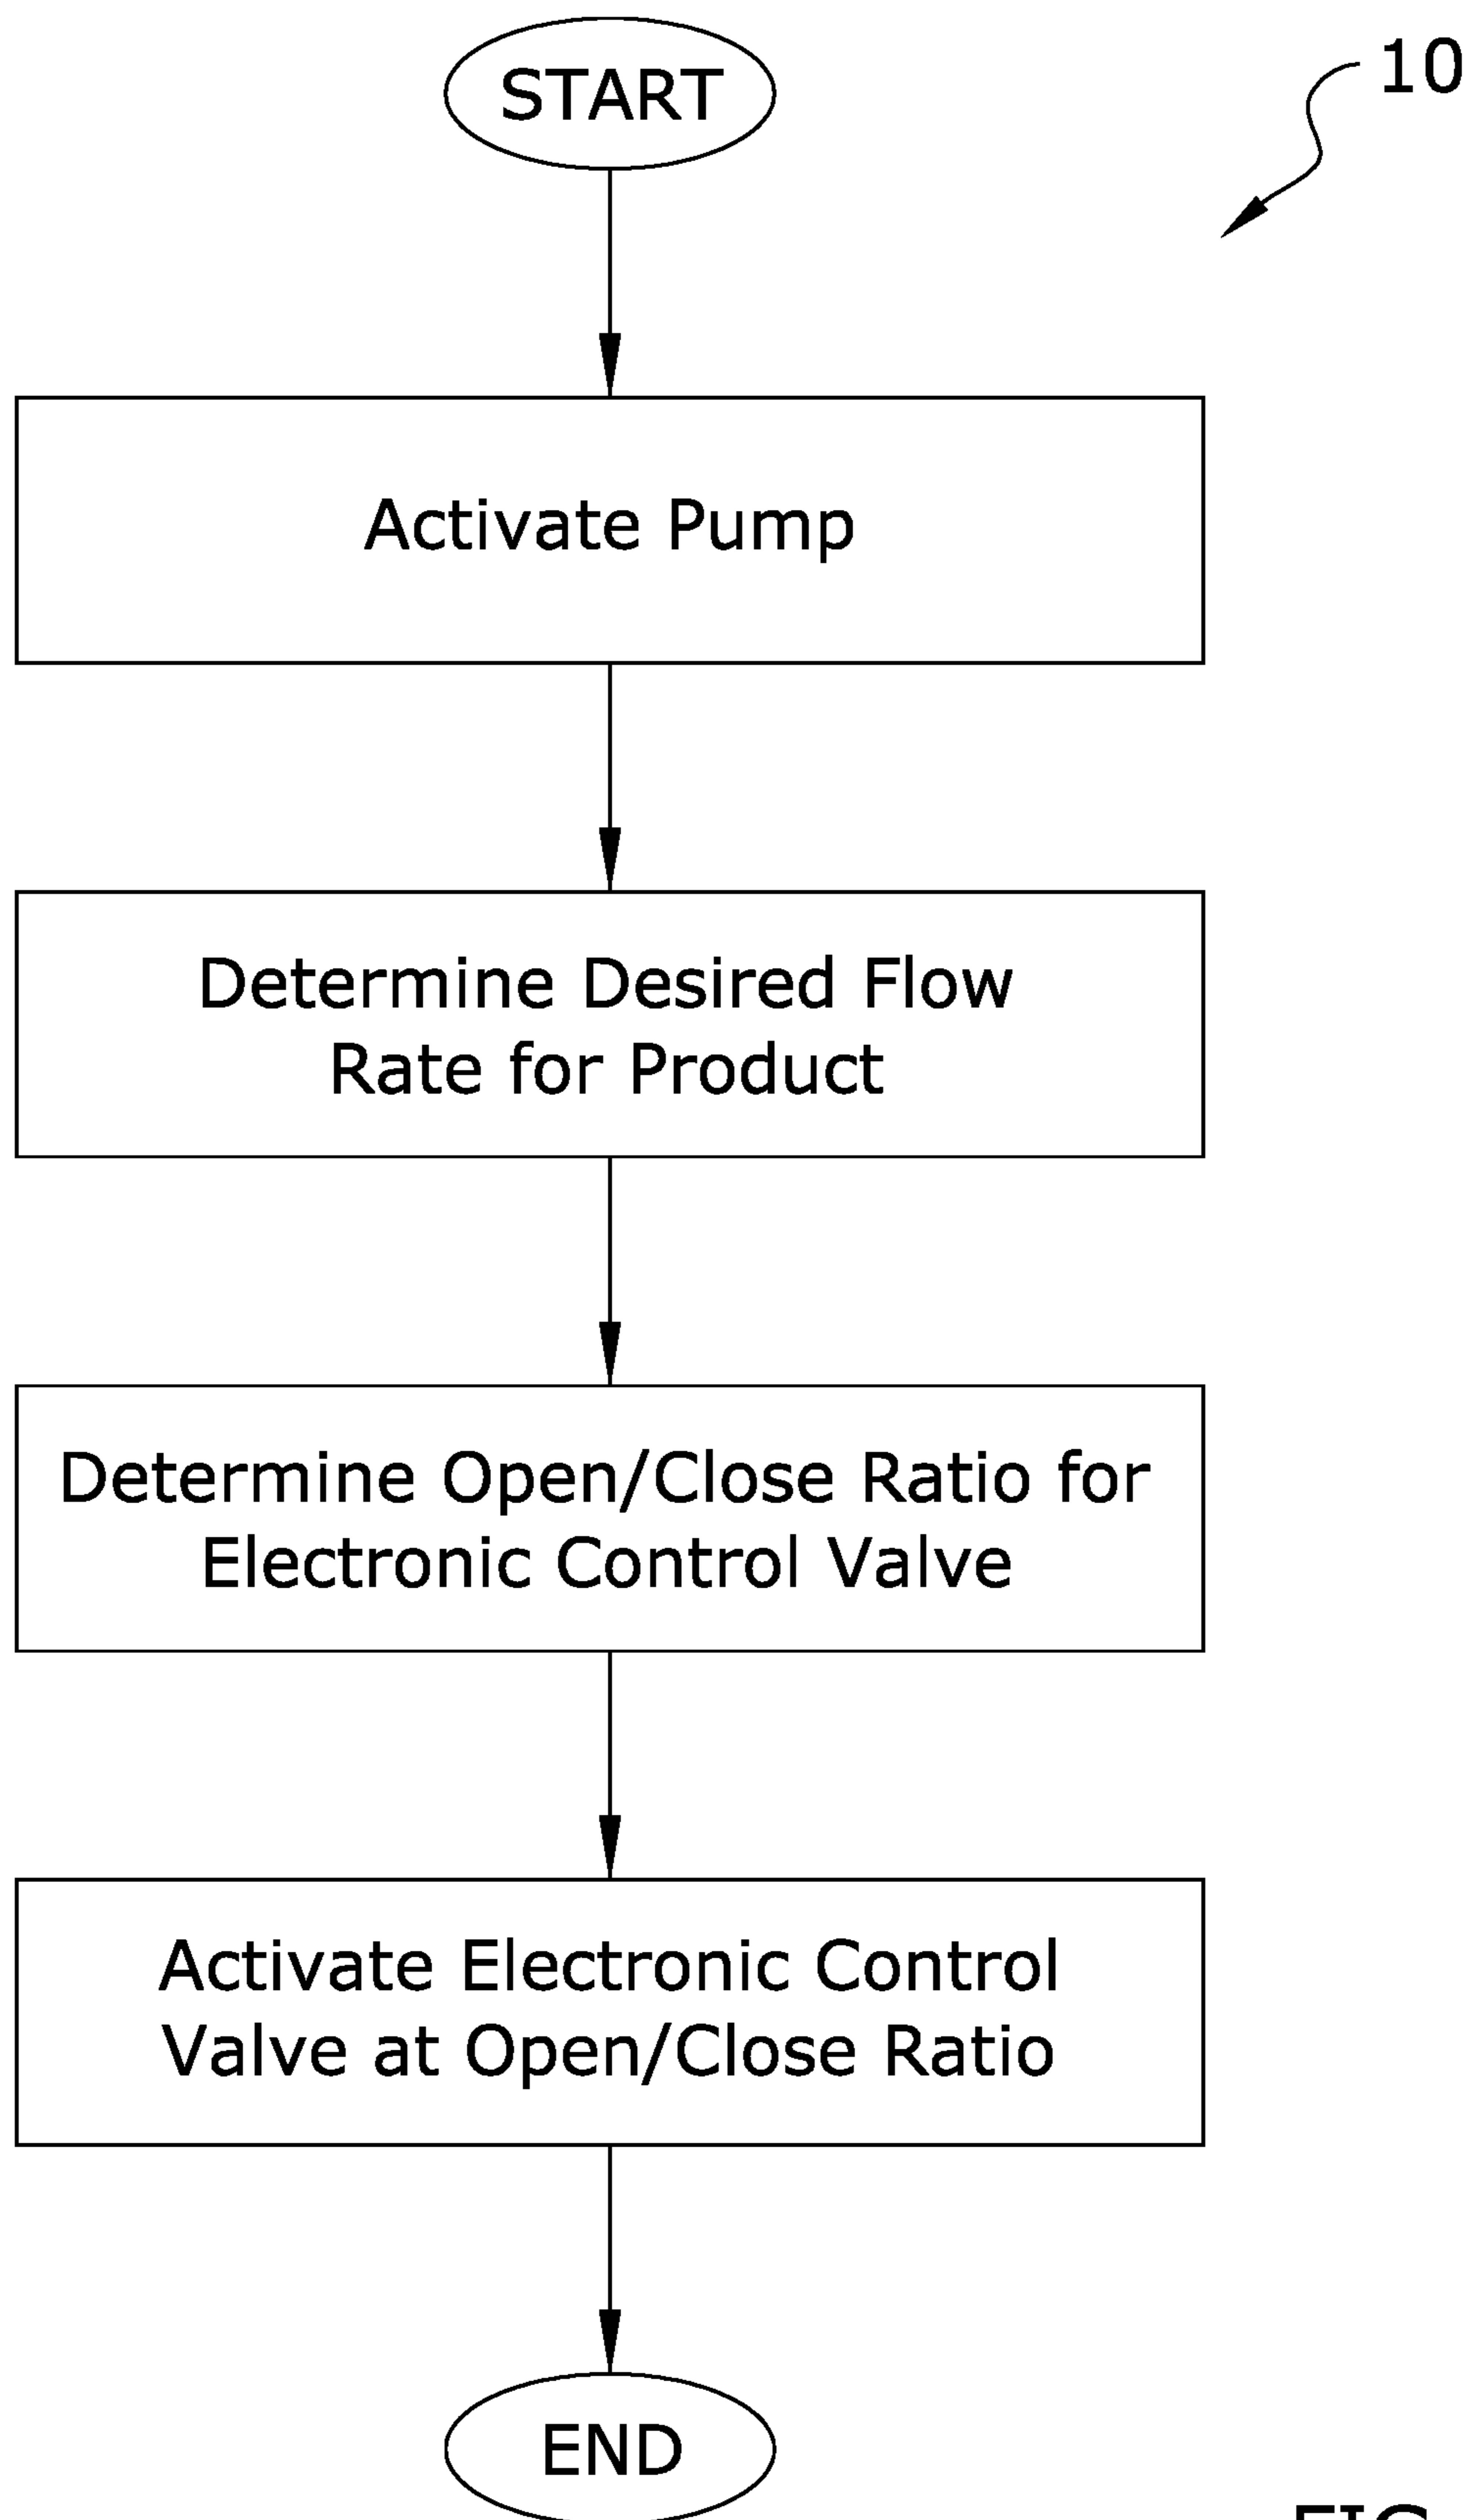 START
10
Activate Pump
Determine Desired Flow
Rate for Product
Determine Open/Close Ratio for
Electronic Control Valve
Activate Electronic Control
Valve at Open/Close Ratio
END